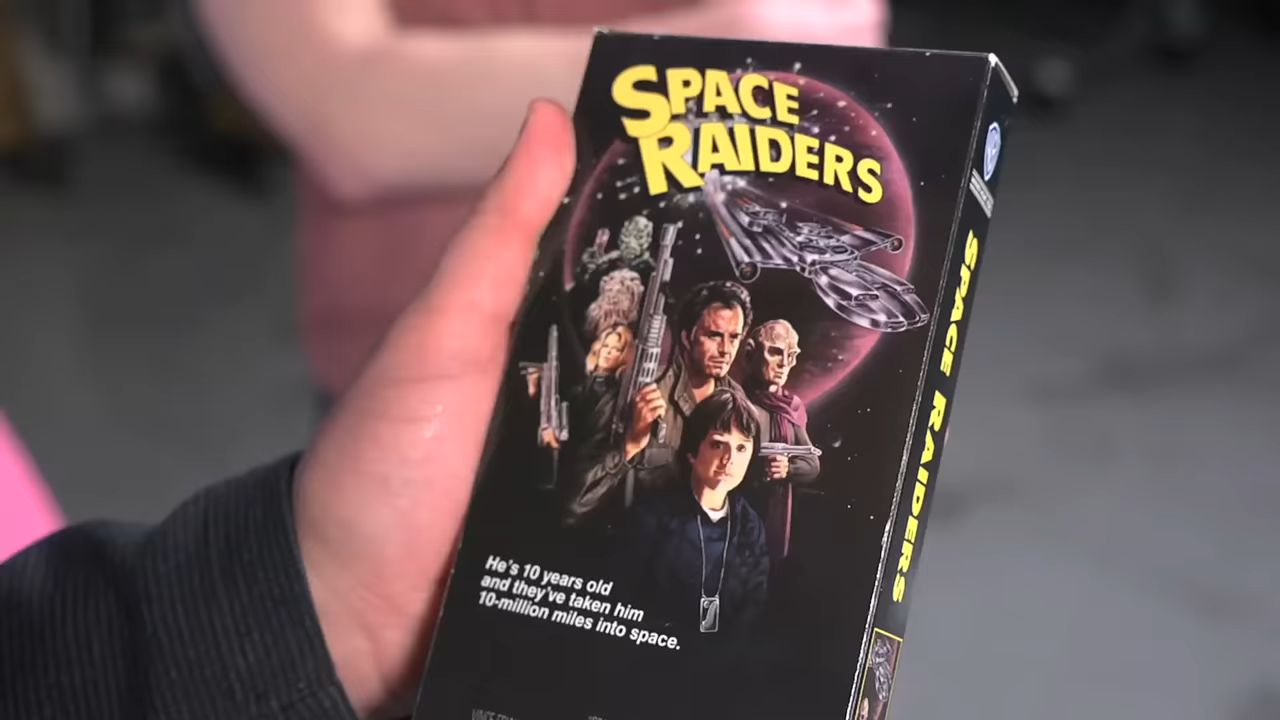 SPACE
RAIDERS
He's 10 years old
and they've taken him
10-million miles into space.
SPACE RAIDERS